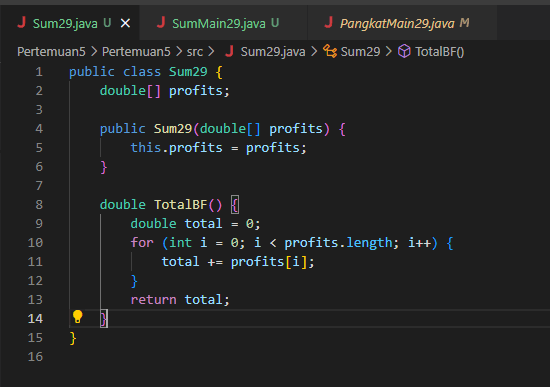 J Sum29.java U ×
J SumMain29.java U
J PangkatMain29.java M
Pertemuan5 > Pertemuan5 > src > J Sum29.java > Sum29 > TotalBF()
1 public class Sum29 {
2 double[] profits;
3
4 public Sum29(double[] profits) {
5 this.profits = profits;
6 }
7
8 double TotalBF() {
9 double total = 0;
10 for (int i = 0; i < profits.length; i++) {
11 total += profits[i];
12 }
13 return total;
14 }
15 }
16